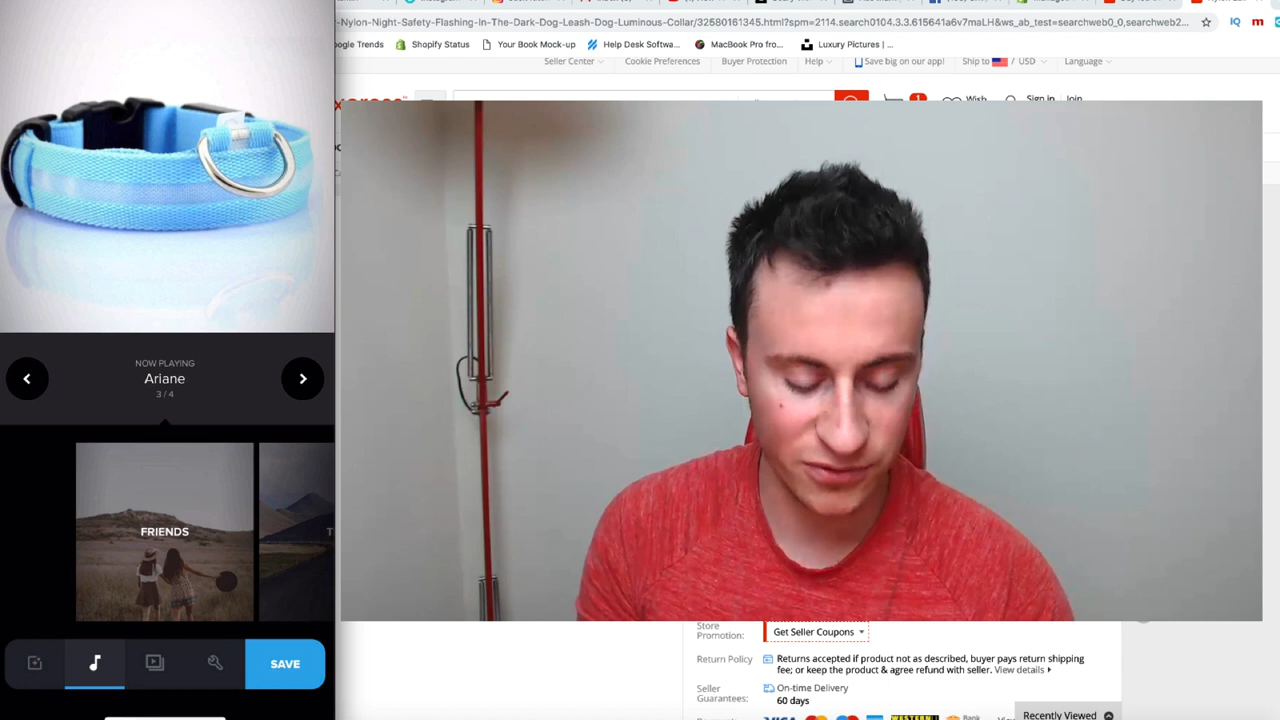 -Nylon-Night-Safety-Flashing-In-The-Dark-Dog-Leash-Dog-Luminous-Collar/32580161345.html?spm=2114.search0104.3.3.615641a6v7maLH&ws_ab_test=searchweb0_0,searchweb2...
ogle Trends
Shopify Status
Your Book Mock-up
Help Desk Softwa...
MacBook Pro fro...
Luxury Pictures | ...
Seller Center
Cookie Preferences
Buyer Protection
Help
Save big on our app!
Ship to / USD
Language
1
Wish
Sign in
Join
NOW PLAYING
Ariane
3 / 4
FRIENDS
SAVE
Store Promotion:
Get Seller Coupons
Return Policy
Returns accepted if product not as described, buyer pays return shipping
fee; or keep the product & agree refund with seller. View details
Seller Guarantees:
On-time Delivery
60 days
VISA
WESTERN
Bank
Recently Viewed